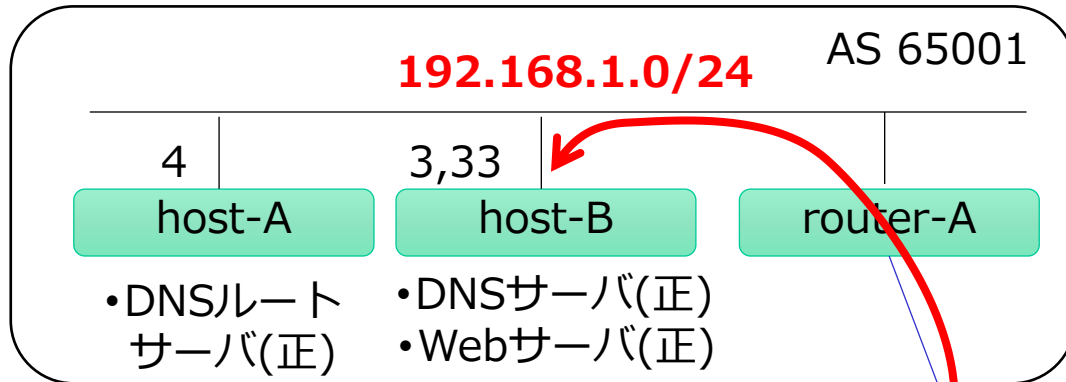 AS 65001
192.168.1.0/24
4
3,33
host-A
host-B
router-A
•DNSルート
サーバ(正)
•DNSサーバ(正)
•Webサーバ(正)